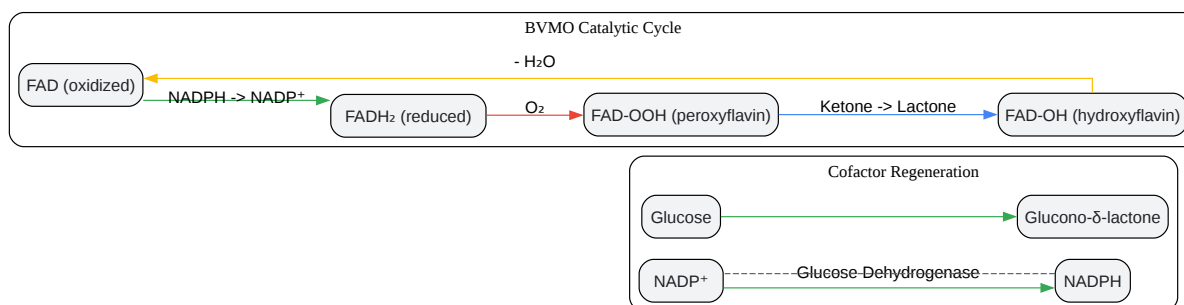 BVMO Catalytic Cycle
- H₂O
FAD (oxidized)
NADPH -> NADP⁺
FADH₂ (reduced)
O₂
FAD-OOH (peroxyflavin)
Ketone -> Lactone
FAD-OH (hydroxyflavin)
Cofactor Regeneration
Glucose
Glucono-δ-lactone
NADP⁺
Glucose Dehydrogenase
NADPH